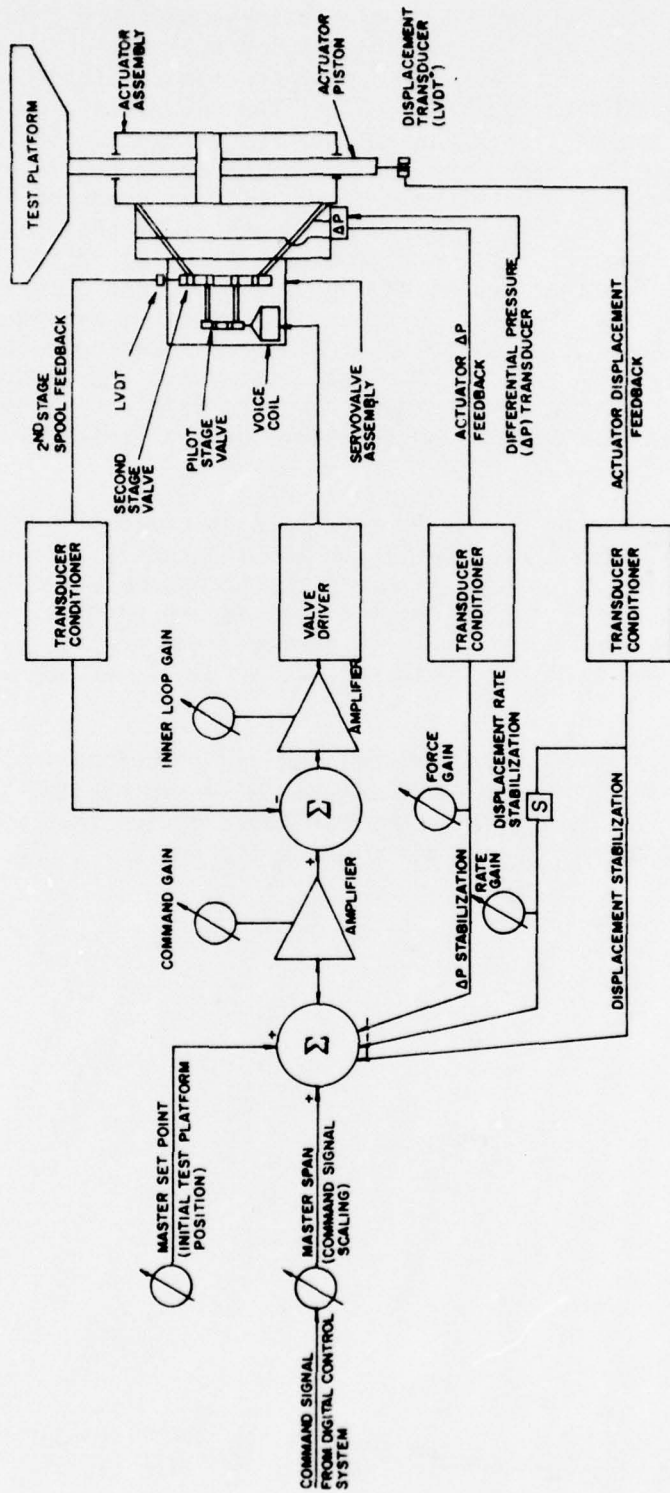 TEST PLATFORM
ACTUATOR
ASSEMBLY
ACTUATOR
PISTON
DISPLACEMENT
TRANSDUCER
(LVDT*)
ΔP
2ND STAGE
SPOOL FEEDBACK
LVDT
SECOND
STAGE
VALVE
PILOT
STAGE
VALVE
VOICE
COIL
SERVOVALVE
ASSEMBLY
ACTUATOR ΔP
FEEDBACK
DIFFERENTIAL PRESSURE
(ΔP) TRANSDUCER
ACTUATOR DISPLACEMENT
FEEDBACK
TRANSDUCER
CONDITIONER
VALVE
DRIVER
TRANSDUCER
CONDITIONER
TRANSDUCER
CONDITIONER
INNER LOOP GAIN
AMPLIFIER
-
Σ
+
FORCE
GAIN
DISPLACEMENT RATE
STABILIZATION
S
COMMAND GAIN
AMPLIFIER
ΔP STABILIZATION
RATE
GAIN
DISPLACEMENT STABILIZATION
MASTER SET POINT
(INITIAL TEST PLATFORM
POSITION)
+
Σ
+
- - -
MASTER SPAN
(COMMAND SIGNAL
SCALING)
COMMAND SIGNAL
FROM DIGITAL CONTROL
SYSTEM